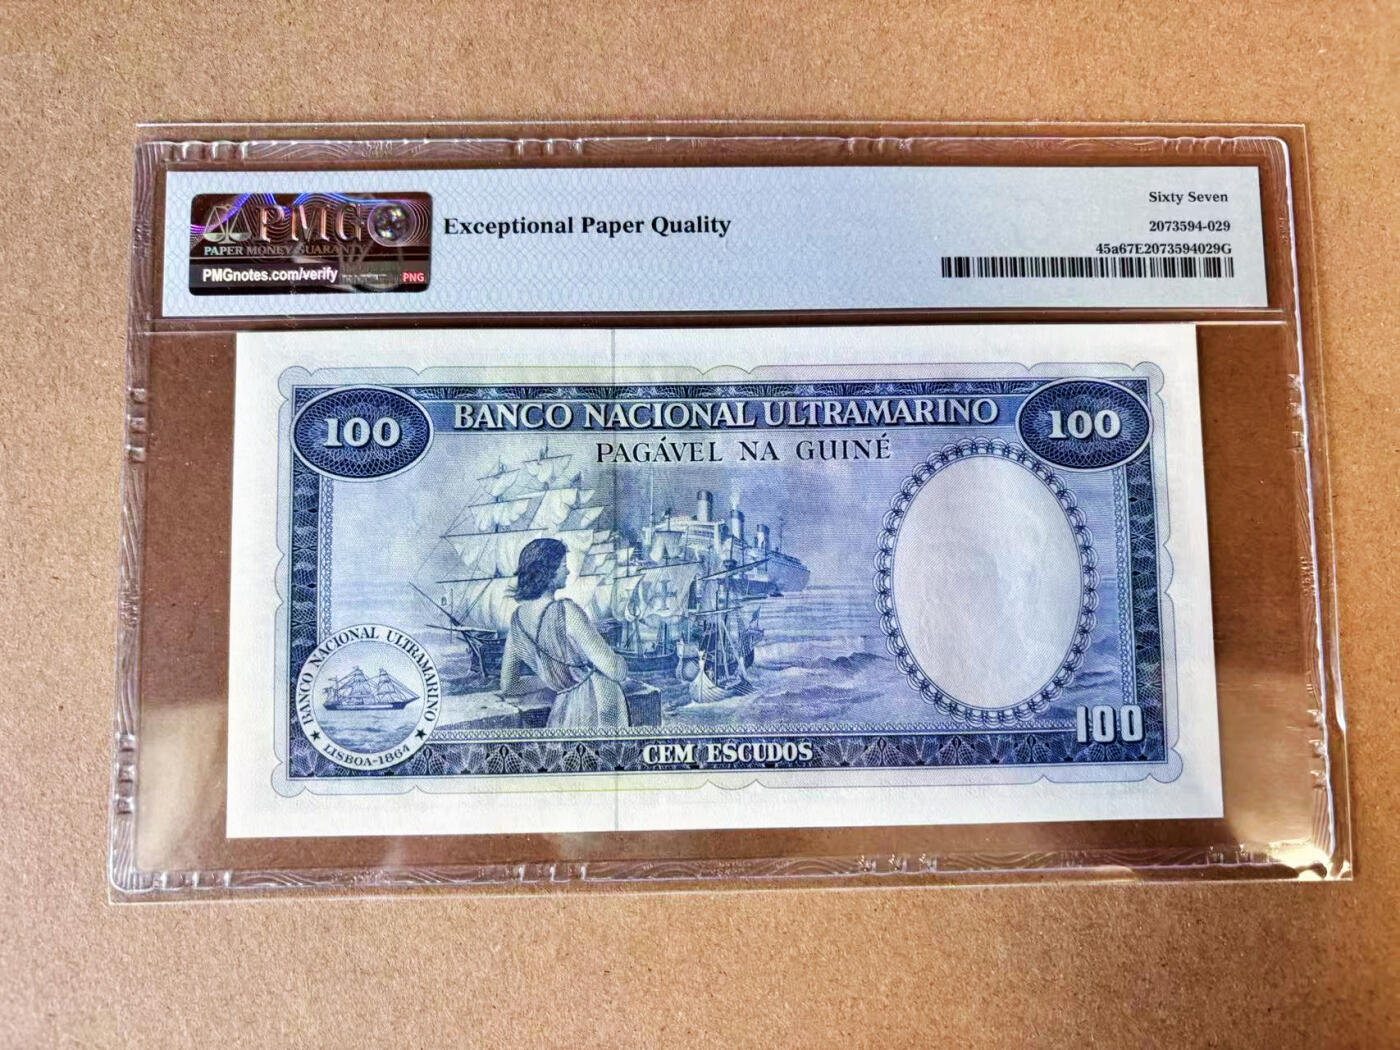 PMG
PAPER MONEY GUARANTY
PMGnotes.com/verify
PNG
Exceptional Paper Quality
Sixty Seven
2073594-029
45a67E2073594029G
100
BANCO NACIONAL ULTRAMARINO
100
PAGÁVEL NA GUINÉ
BANCO NACIONAL ULTRAMARINO
★ LISBOA-1864 ★
CEM ESCUDOS
100